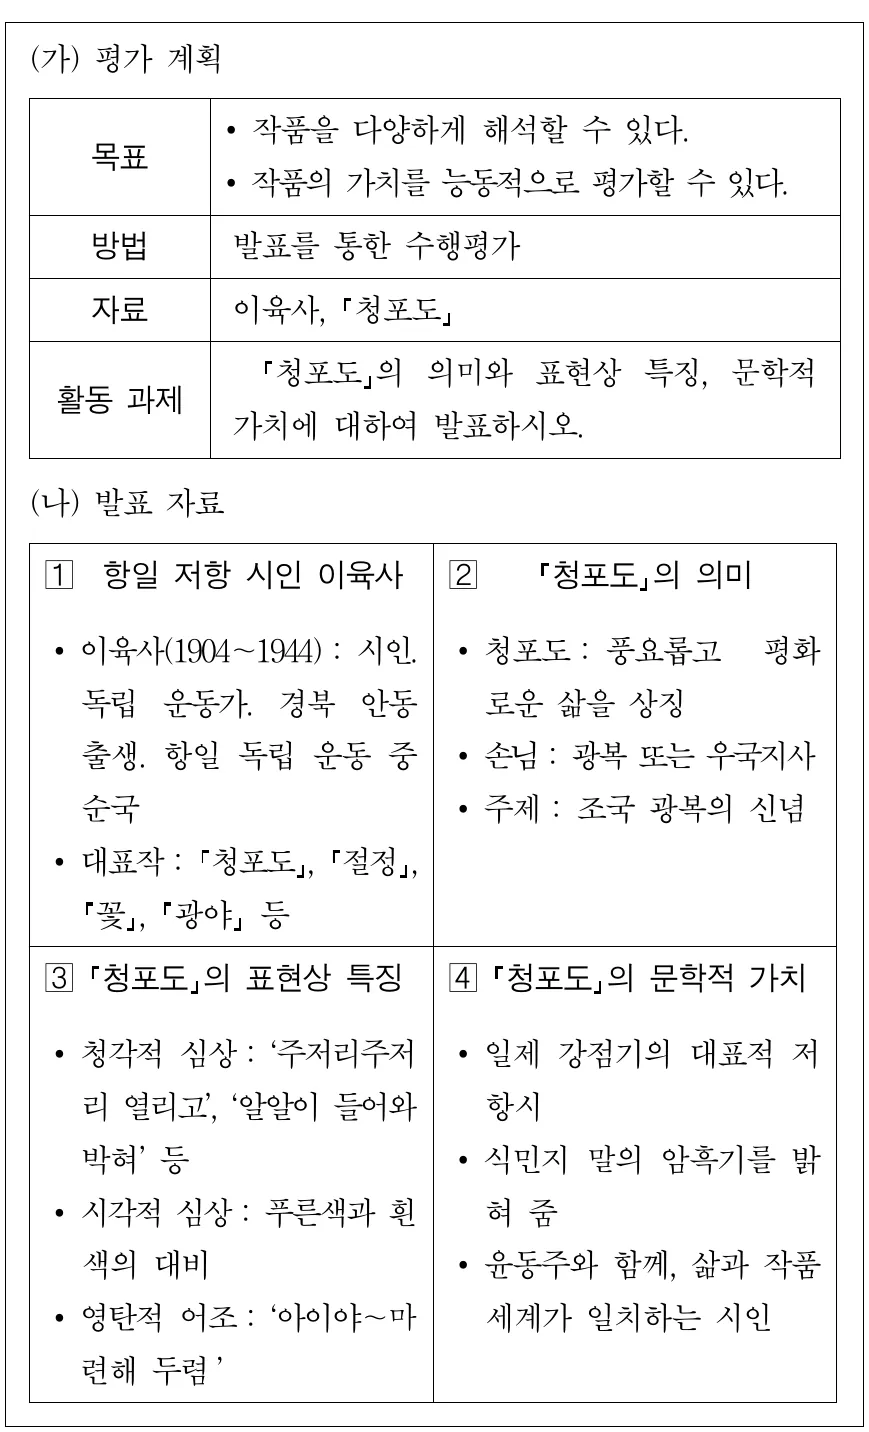 (가) 평가 계획
목표
• 작품을 다양하게 해석할 수 있다.
• 작품의 가치를 능동적으로 평가할 수 있다.
방법
발표를 통한 수행평가
자료
이육사, 『청포도』
활동 과제
『청포도』의 의미와 표현상 특징, 문학적
가치에 대하여 발표하시오.
(나) 발표 자료
1 항일 저항 시인 이육사
• 이육사(1904~1944) : 시인.
독립 운동가. 경북 안동
출생. 항일 독립 운동 중
순국
• 대표작 : 『청포도』, 『절정』,
『꽃』, 『광야』 등
2 『청포도』의 의미
• 청포도 : 풍요롭고 평화
로운 삶을 상징
• 손님 : 광복 또는 우국지사
• 주제 : 조국 광복의 신념
3 『청포도』의 표현상 특징
• 청각적 심상 : ‘주저리주저
리 열리고’, ‘알알이 들어와
박혀’ 등
• 시각적 심상 : 푸른색과 흰
색의 대비
• 영탄적 어조 : ‘아이야~마
련해 두렴 ’
4 『청포도』의 문학적 가치
• 일제 강점기의 대표적 저
항시
• 식민지 말의 암흑기를 밝
혀 줌
• 윤동주와 함께, 삶과 작품
세계가 일치하는 시인